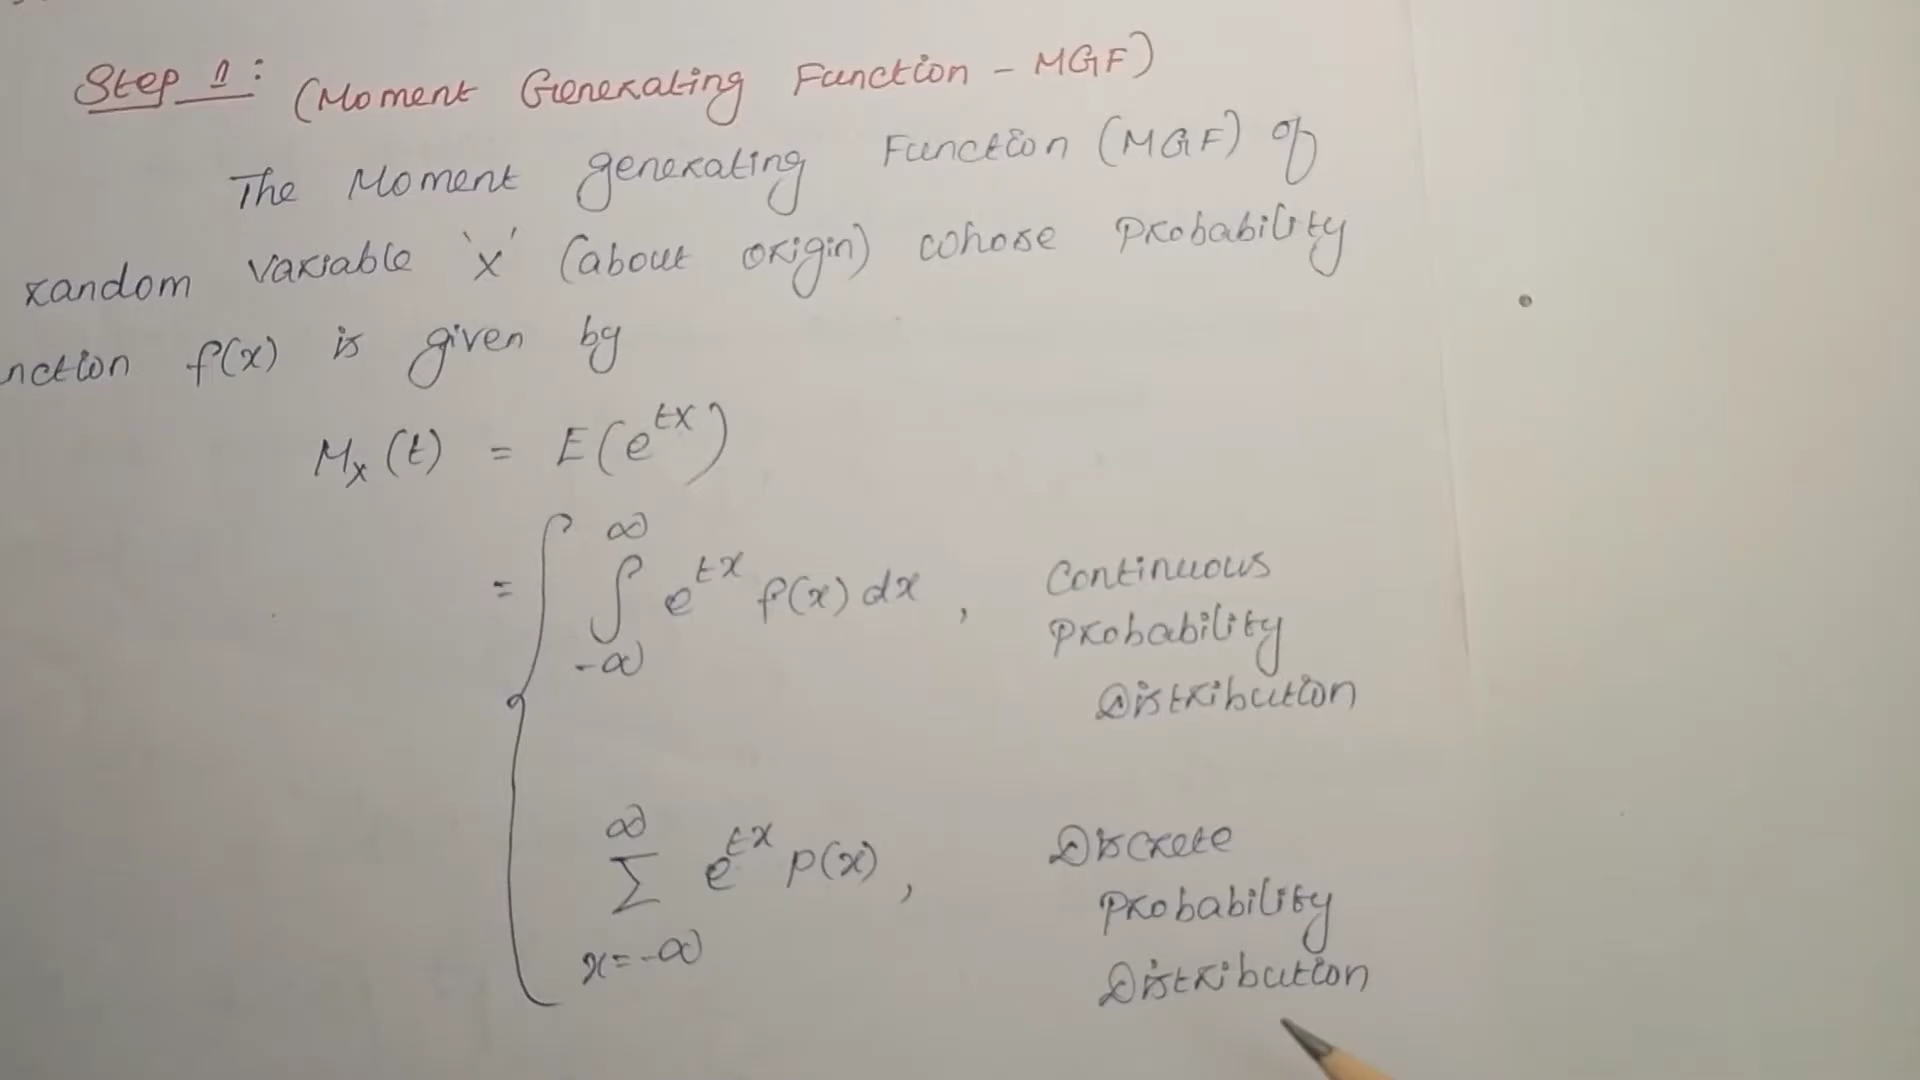 Step 1: (Moment Generating Function - MGF)
The Moment generating Function (MGF) of
random variable 'X' (about origin) whose probability
nction f(x) is given by
Mx (t) = E(e^tX)
= { ∫_-∞^∞ e^tx f(x) dx , Continuous
Probability
Distribution
∑_x=-∞^∞ e^tx p(x) , Discrete
Probability
Distribution